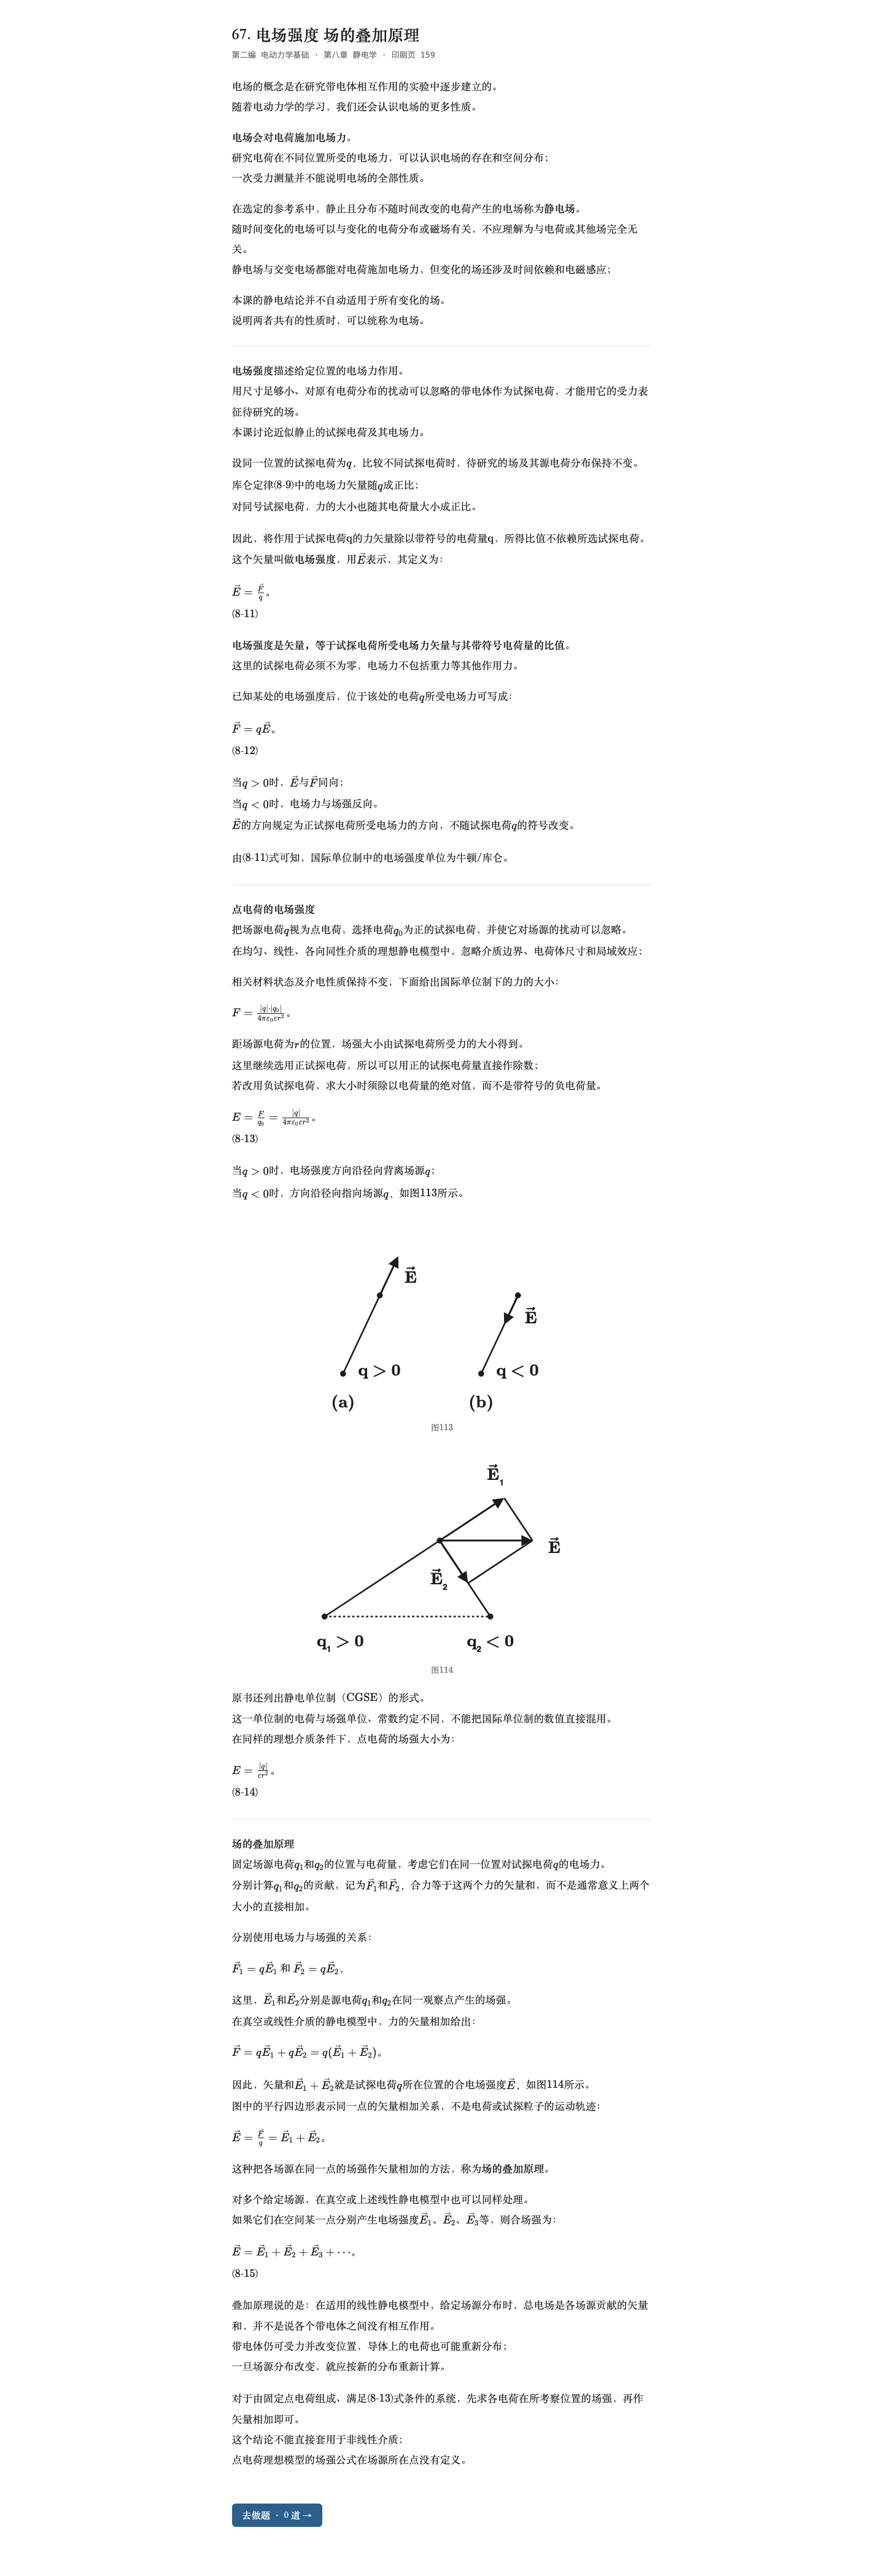 67. 电场强度 场的叠加原理
第二编 电动力学基础 · 第八章 静电学 · 印刷页 159
电场的概念是在研究带电体相互作用的实验中逐步建立的。
随着电动力学的学习，我们还会认识电场的更多性质。
电场会对电荷施加电场力。
研究电荷在不同位置所受的电场力，可以认识电场的存在和空间分布；
一次受力测量并不能说明电场的全部性质。
在选定的参考系中，静止且分布不随时间改变的电荷产生的电场称为静电场。
随时间变化的电场可以与变化的电荷分布或磁场有关，不应理解为与电荷或其他场完全无
关。
静电场与交变电场都能对电荷施加电场力，但变化的场还涉及时间依赖和电磁感应；
本课的静电结论并不自动适用于所有变化的场。
说明两者共有的性质时，可以统称为电场。
电场强度描述给定位置的电场力作用。
用尺寸足够小、对原有电荷分布的扰动可以忽略的带电体作为试探电荷，才能用它的受力表
征待研究的场。
本课讨论近似静止的试探电荷及其电场力。
设同一位置的试探电荷为q，比较不同试探电荷时，待研究的场及其源电荷分布保持不变。
库仑定律(8-9)中的电场力矢量随q成正比；
对同号试探电荷，力的大小也随其电荷量大小成正比。
因此，将作用于试探电荷q的力矢量除以带符号的电荷量q，所得比值不依赖所选试探电荷。
这个矢量叫做电场强度，用E⃗表示，其定义为：
E⃗ = F⃗/q。
(8-11)
电场强度是矢量，等于试探电荷所受电场力矢量与其带符号电荷量的比值。
这里的试探电荷必须不为零，电场力不包括重力等其他作用力。
已知某处的电场强度后，位于该处的电荷q所受电场力可写成：
F⃗ = qE⃗。
(8-12)
当q > 0时，E⃗与F⃗同向；
当q < 0时，电场力与场强反向。
E⃗的方向规定为正试探电荷所受电场力的方向，不随试探电荷q的符号改变。
由(8-11)式可知，国际单位制中的电场强度单位为牛顿/库仑。
点电荷的电场强度
把场源电荷q视为点电荷，选择电荷q₀为正的试探电荷，并使它对场源的扰动可以忽略。
在均匀、线性、各向同性介质的理想静电模型中，忽略介质边界、电荷体尺寸和局域效应；
相关材料状态及介电性质保持不变，下面给出国际单位制下的力的大小：
F = |q|·|q₀|/4πε₀εr²。
距场源电荷为r的位置，场强大小由试探电荷所受力的大小得到。
这里继续选用正试探电荷，所以可以用正的试探电荷量直接作除数；
若改用负试探电荷，求大小时须除以电荷量的绝对值，而不是带符号的负电荷量。
E = F/q₀ = |q|/4πε₀εr²。
(8-13)
当q > 0时，电场强度方向沿径向背离场源q；
当q < 0时，方向沿径向指向场源q，如图113所示。
E⃗
E⃗
q > 0
q < 0
(a)
(b)
图113
E⃗₁
E⃗
E⃗₂
q₁ > 0
q₂ < 0
图114
原书还列出静电单位制（CGSE）的形式。
这一单位制的电荷与场强单位、常数约定不同，不能把国际单位制的数值直接混用。
在同样的理想介质条件下，点电荷的场强大小为：
E = |q|/εr²。
(8-14)
场的叠加原理
固定场源电荷q₁和q₂的位置与电荷量，考虑它们在同一位置对试探电荷q的电场力。
分别计算q₁和q₂的贡献，记为F⃗₁和F⃗₂，合力等于这两个力的矢量和，而不是通常意义上两个
大小的直接相加。
分别使用电场力与场强的关系：
F⃗₁ = qE⃗₁ 和 F⃗₂ = qE⃗₂，
这里，E⃗₁和E⃗₂分别是源电荷q₁和q₂在同一观察点产生的场强。
在真空或线性介质的静电模型中，力的矢量相加给出：
F⃗ = qE⃗₁ + qE⃗₂ = q(E⃗₁ + E⃗₂)。
因此，矢量和E⃗₁ + E⃗₂就是试探电荷q所在位置的合电场强度E⃗，如图114所示。
图中的平行四边形表示同一点的矢量相加关系，不是电荷或试探粒子的运动轨迹：
E⃗ = F⃗/q = E⃗₁ + E⃗₂。
这种把各场源在同一点的场强作矢量相加的方法，称为场的叠加原理。
对多个给定场源，在真空或上述线性静电模型中也可以同样处理。
如果它们在空间某一点分别产生电场强度E⃗₁、E⃗₂、E⃗₃等，则合场强为：
E⃗ = E⃗₁ + E⃗₂ + E⃗₃ + ⋯。
(8-15)
叠加原理说的是：在适用的线性静电模型中，给定场源分布时，总电场是各场源贡献的矢量
和，并不是说各个带电体之间没有相互作用。
带电体仍可受力并改变位置，导体上的电荷也可能重新分布；
一旦场源分布改变，就应按新的分布重新计算。
对于由固定点电荷组成、满足(8-13)式条件的系统，先求各电荷在所考察位置的场强，再作
矢量相加即可。
这个结论不能直接套用于非线性介质；
点电荷理想模型的场强公式在场源所在点没有定义。
去做题 · 0 道 →